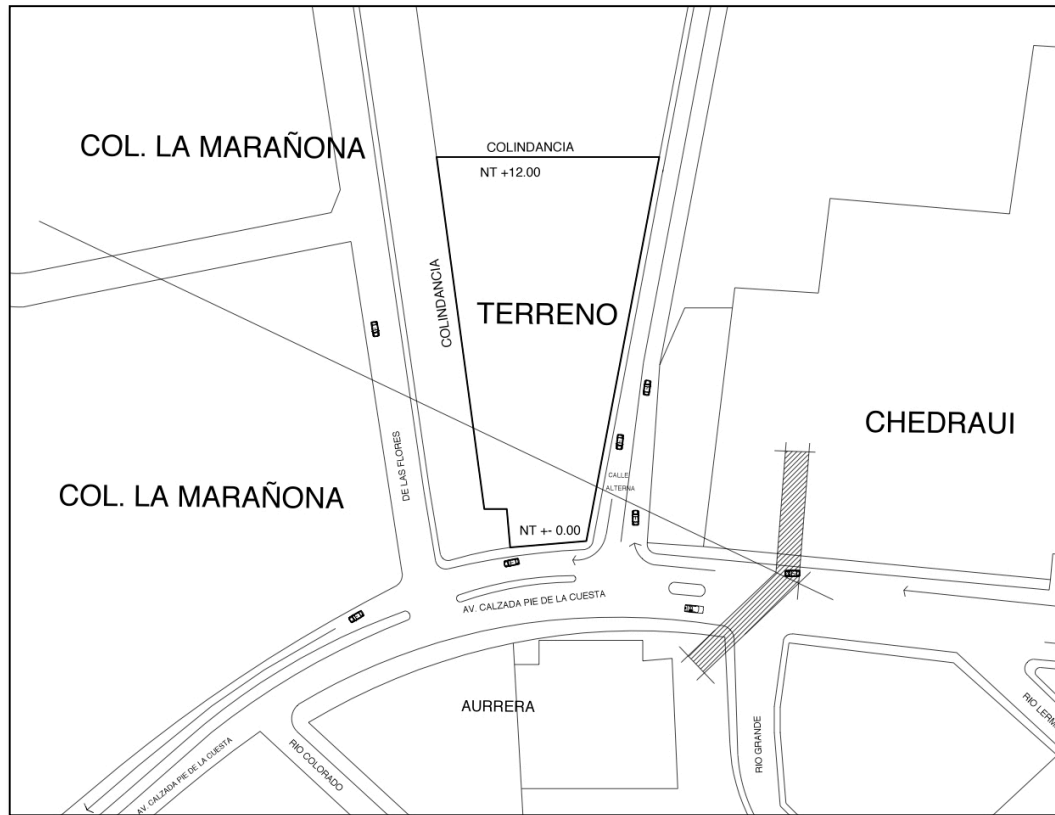 COL. LA MARAÑONA
COLINDANCIA
NT +12.00
COLINDANCIA
TERRENO
CHEDRAUI
DE LAS FLORES
COL. LA MARAÑONA
CALLE
ALTERNA
NT +- 0.00
AV. CALZADA PIE DE LA CUESTA
AURRERA
RIO GRANDE
RIO LERM
RIO COLORADO
AV. CALZADA PIE DE LA CUESTA